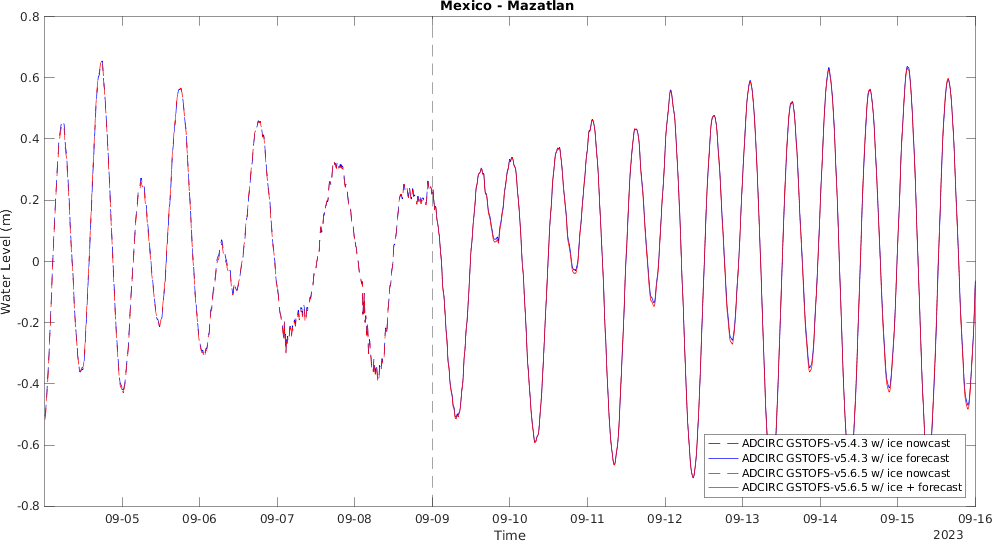 Mexico - Mazatlan
0.8
0.6
0.4
0.2
0
-0.2
-0.4
-0.6
-0.8
Water Level (m)
ADCIRC GSTOFS-v5.4.3 w/ ice nowcast
ADCIRC GSTOFS-v5.4.3 w/ ice forecast
ADCIRC GSTOFS-v5.6.5 w/ ice nowcast
ADCIRC GSTOFS-v5.6.5 w/ ice + forecast
09-05 09-06 09-07 09-08 09-09 09-10 09-11 09-12 09-13 09-14 09-15 09-16
Time
2023